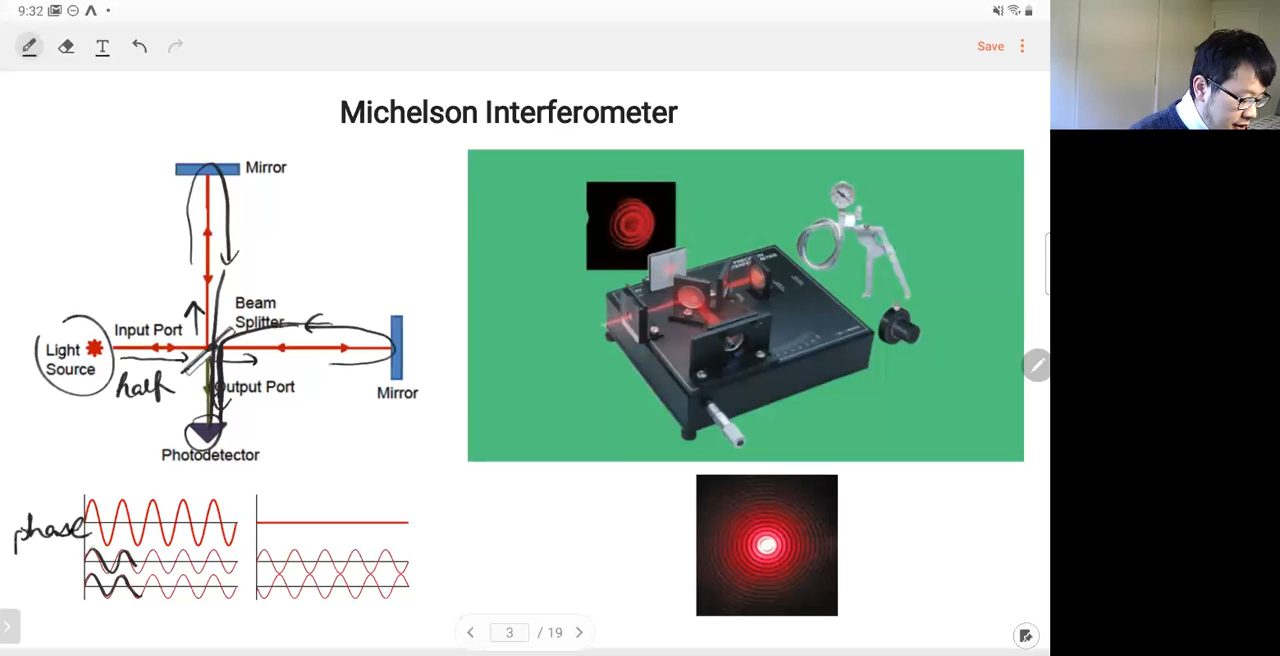 9:32
T
Save
Michelson Interferometer
Mirror
Beam
Splitter
Input Port
Light
Source
half
Output Port
Mirror
Photodetector
phase
3 / 19